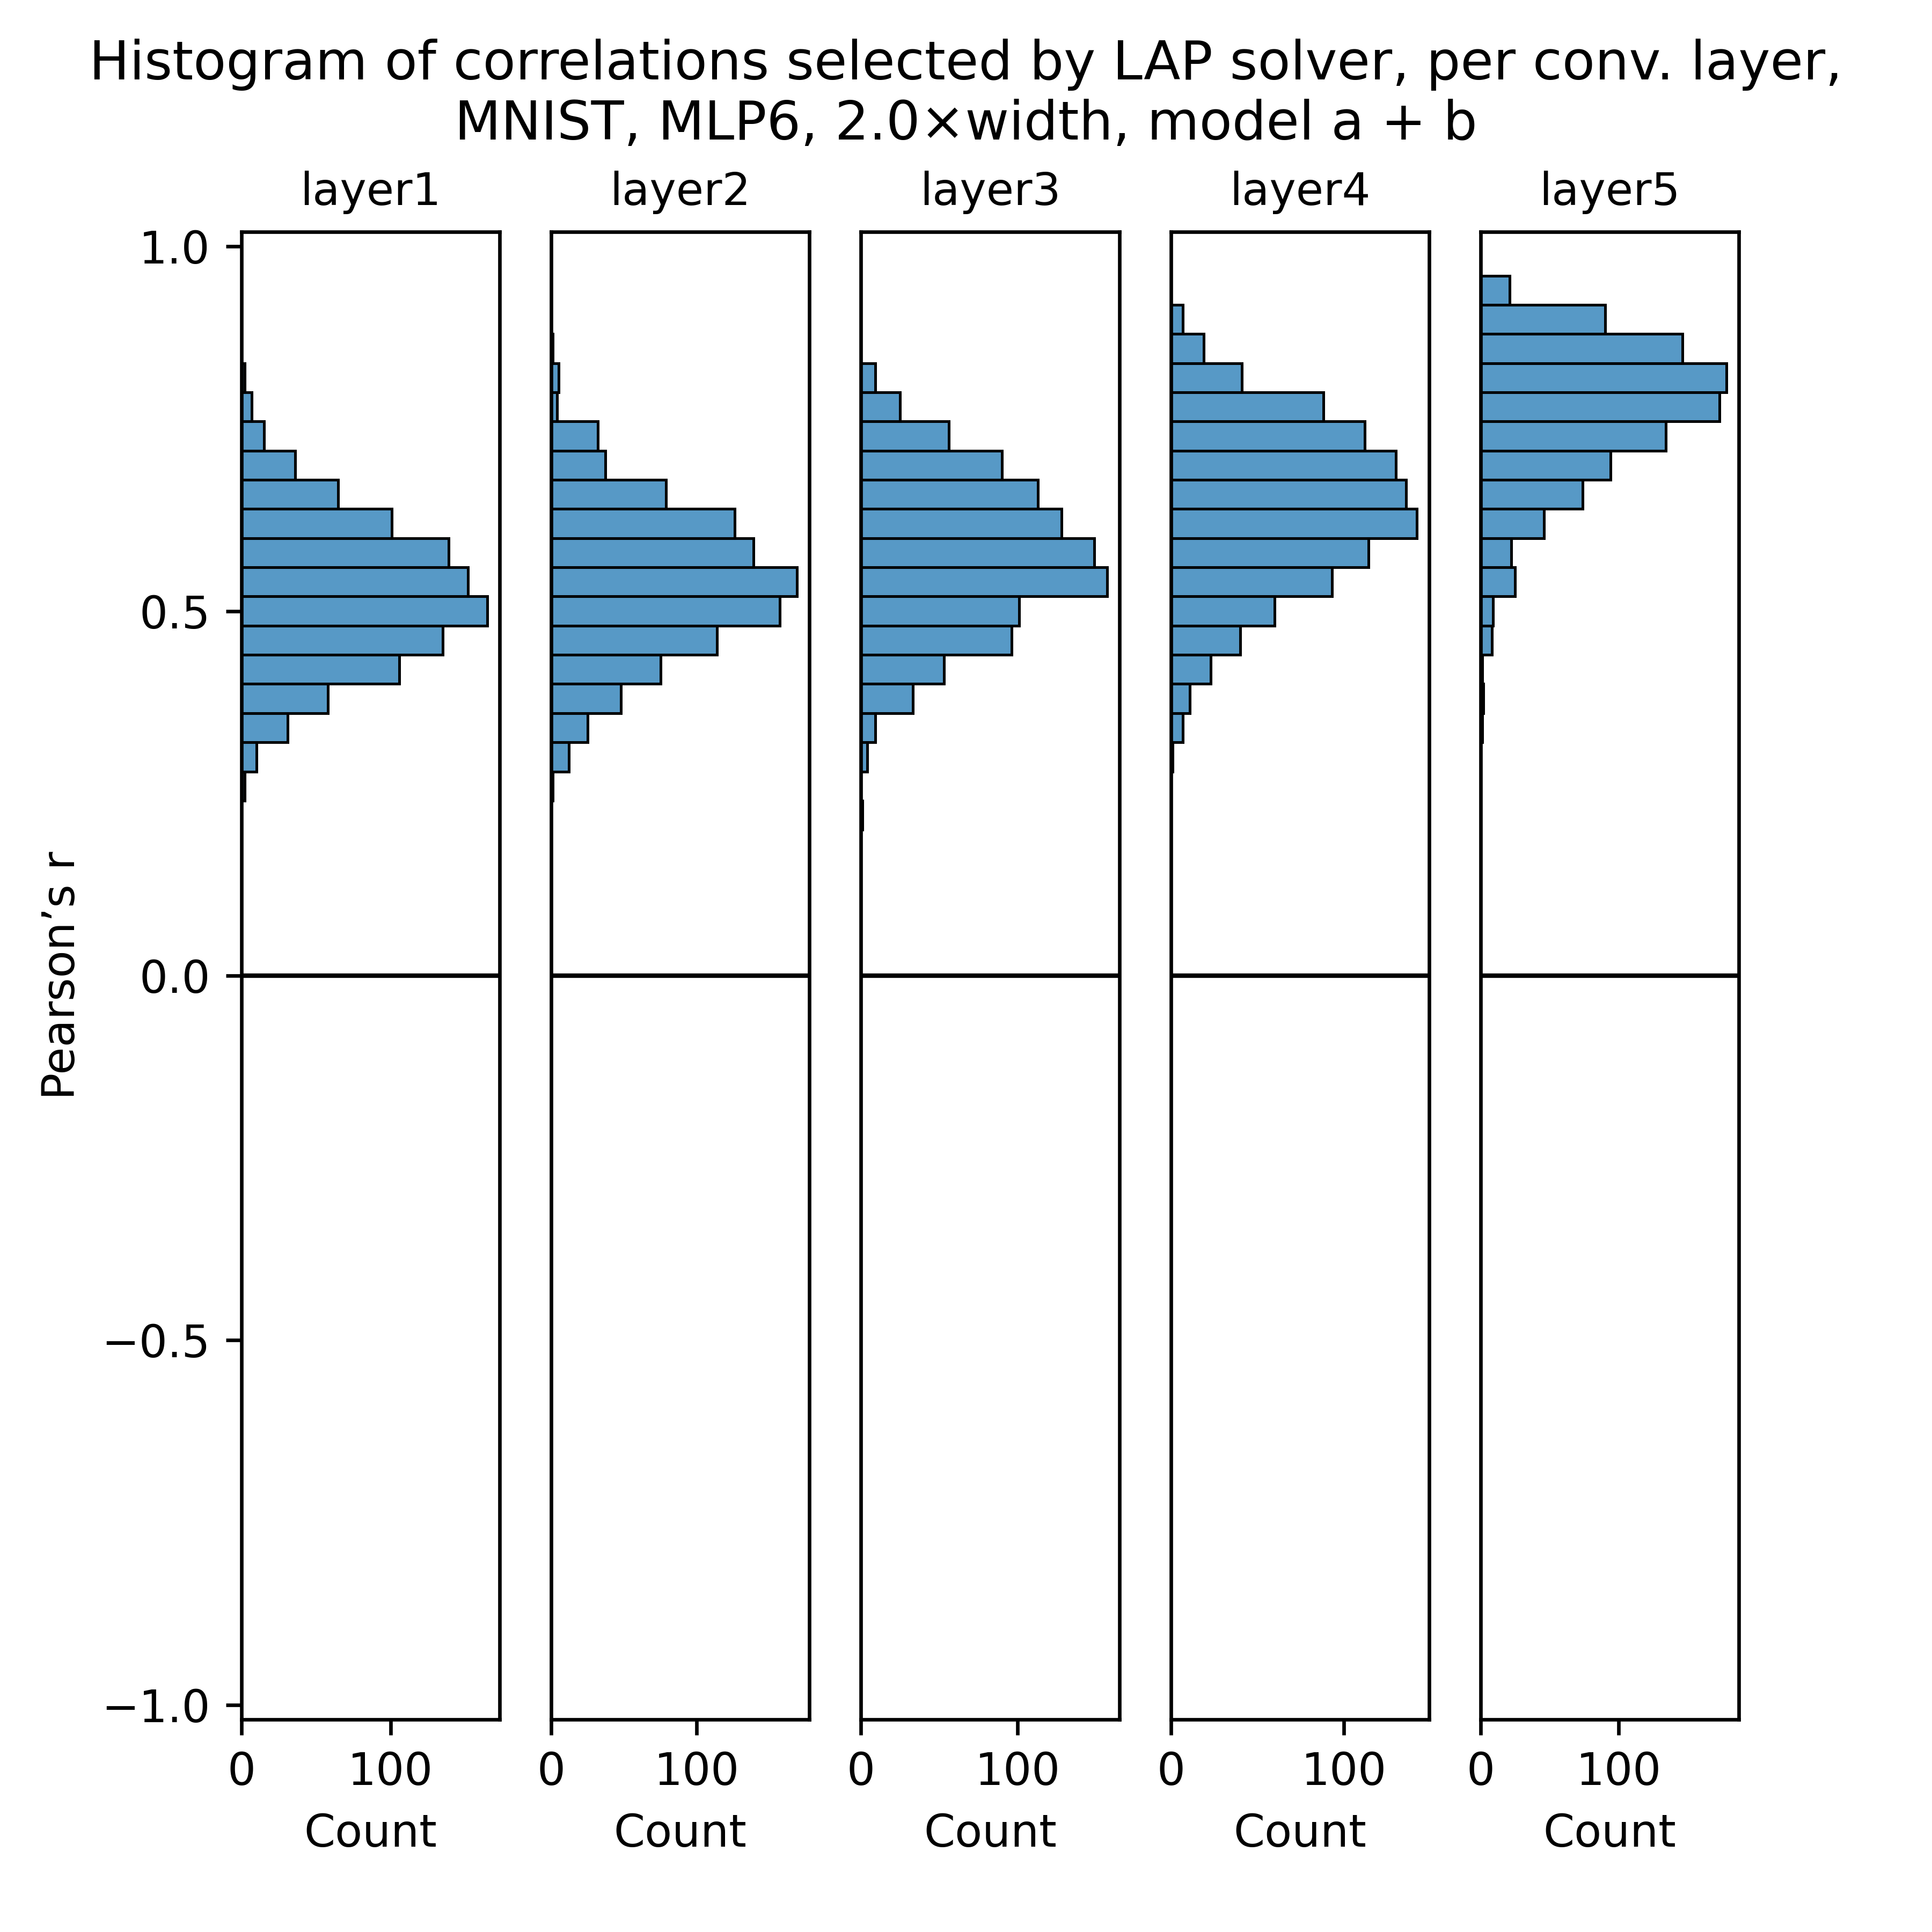 Histogram of correlations selected by LAP solver, per conv. layer,
MNIST, MLP6, 2.0×width, model a + b
layer1 layer2 layer3 layer4 layer5
1.0
0.5
0.0
−0.5
−1.0
Pearson’s r
0 100 0 100 0 100 0 100 0 100
Count Count Count Count Count